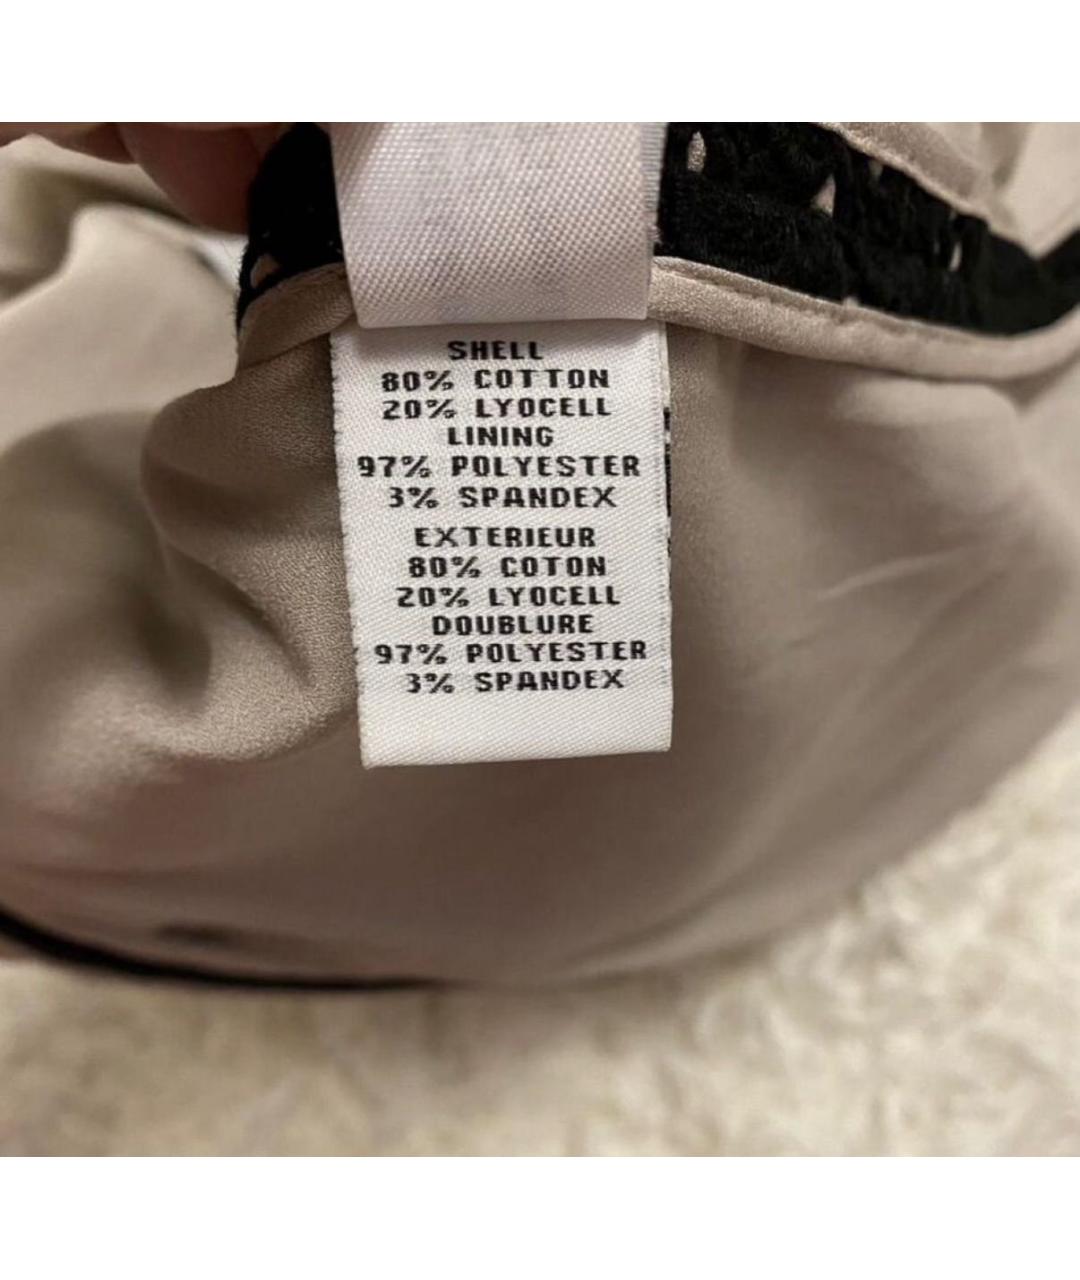 SHELL
80% COTTON
20% LYOCELL
LINING
97% POLYESTER
3% SPANDEX
EXTERIEUR
80% COTON
20% LYOCELL
DOUBLURE
97% POLYESTER
3% SPANDEX